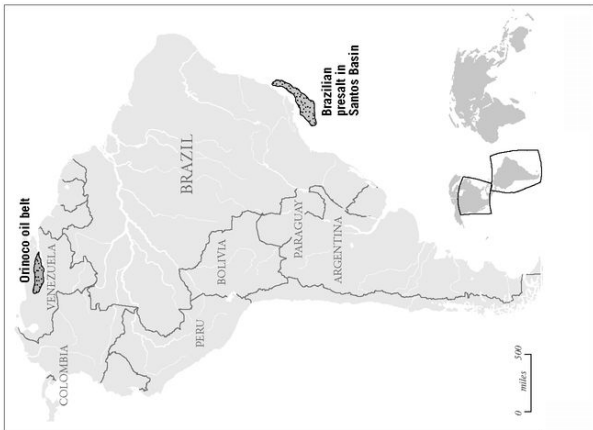 Orinoco oil belt
VENEZUELA
COLOMBIA
BRAZIL
PERU
BOLIVIA
PARAGUAY
ARGENTINA
Brazilian
presalt in
Santos Basin
0 500
miles